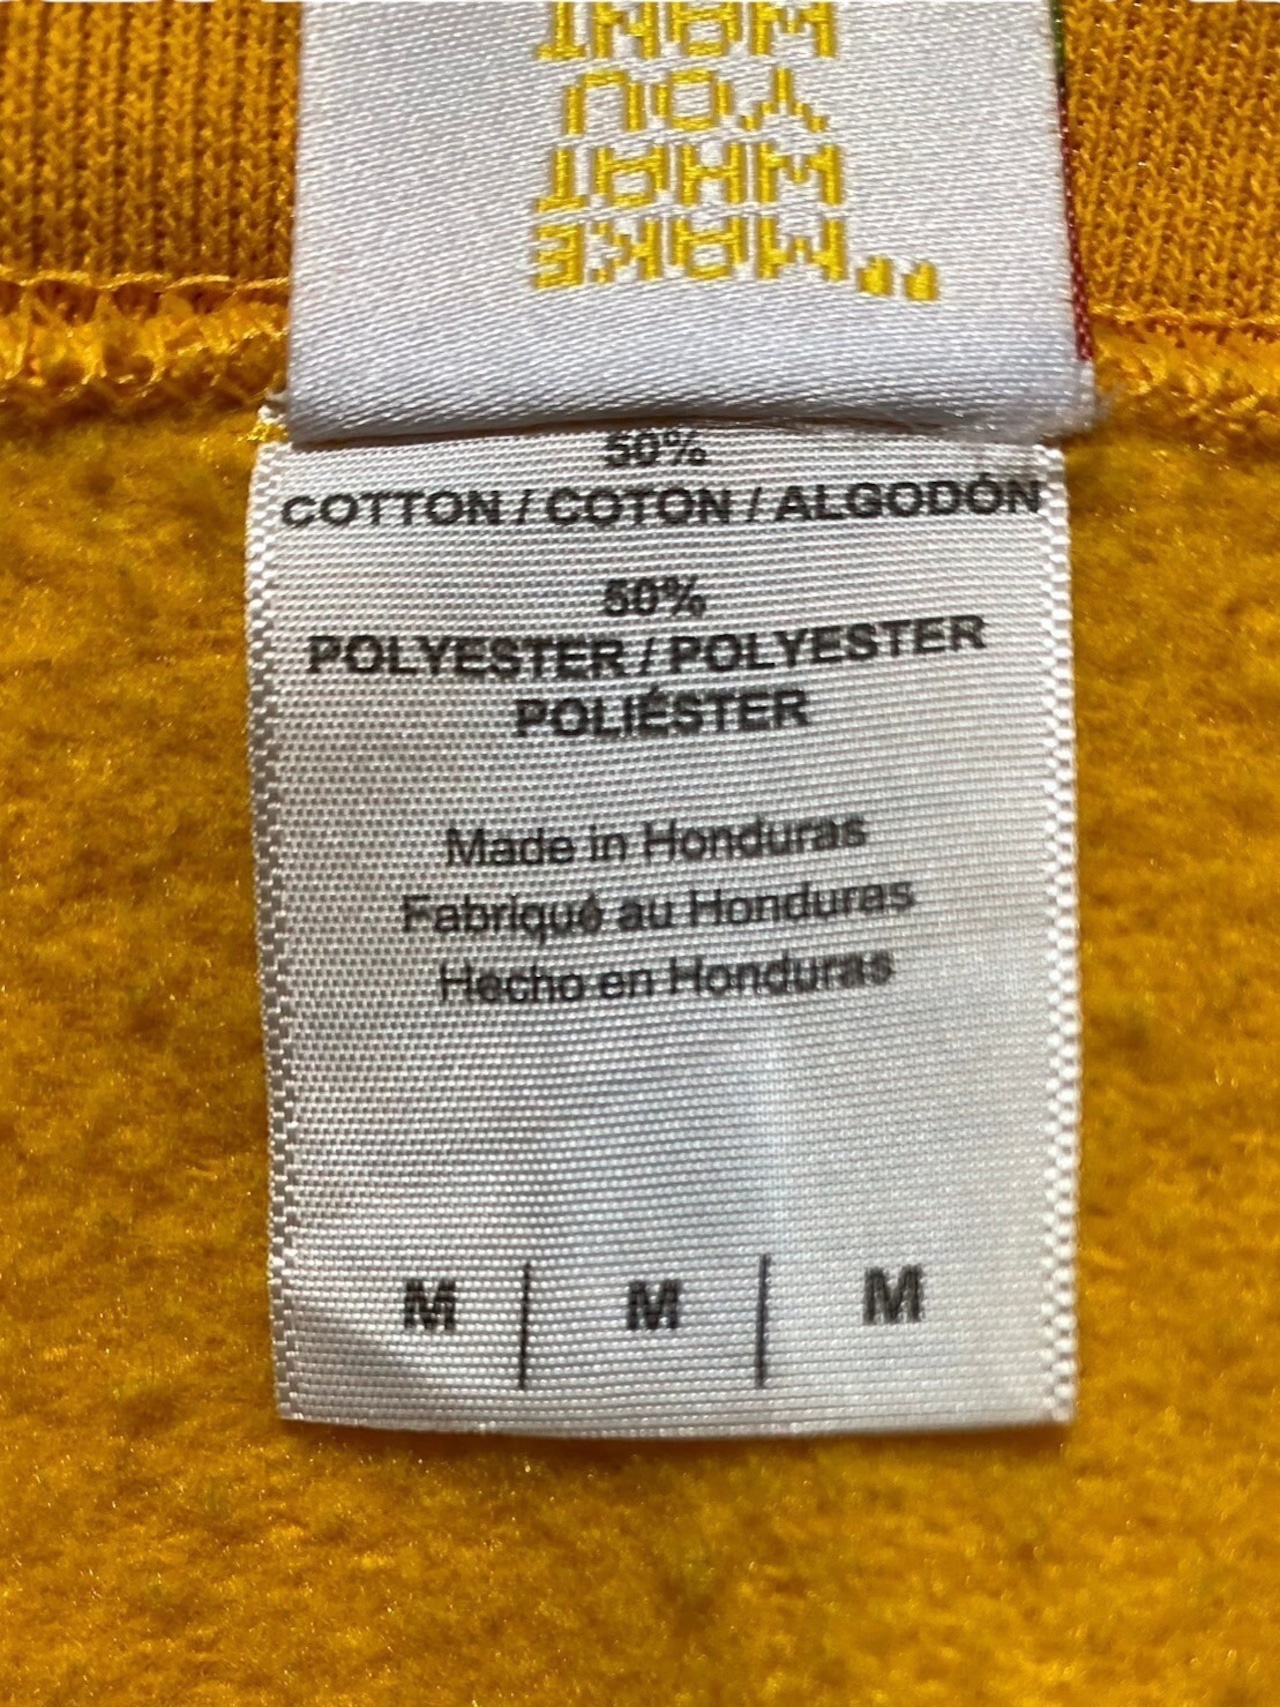 "MAKE
WHAT
YOU
WANT
50%
COTTON / COTON / ALGODÓN
50%
POLYESTER / POLYESTER
POLIÉSTER
Made in Honduras
Fabriqué au Honduras
Hecho en Honduras
M | M | M